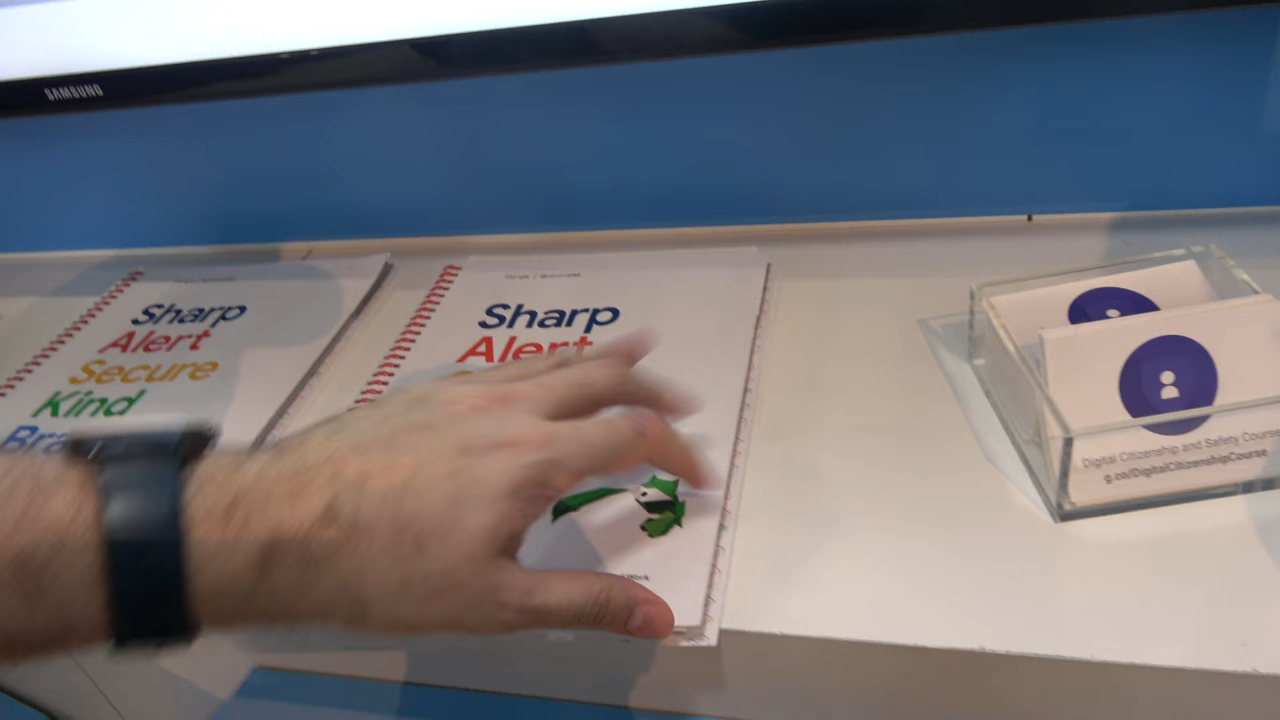 SAMSUNG
Sharp
Alert
Secure
Kind
Sharp
Alert
Digital Citizenship and Safety Course
g.co/DigitalCitizenshipCourse